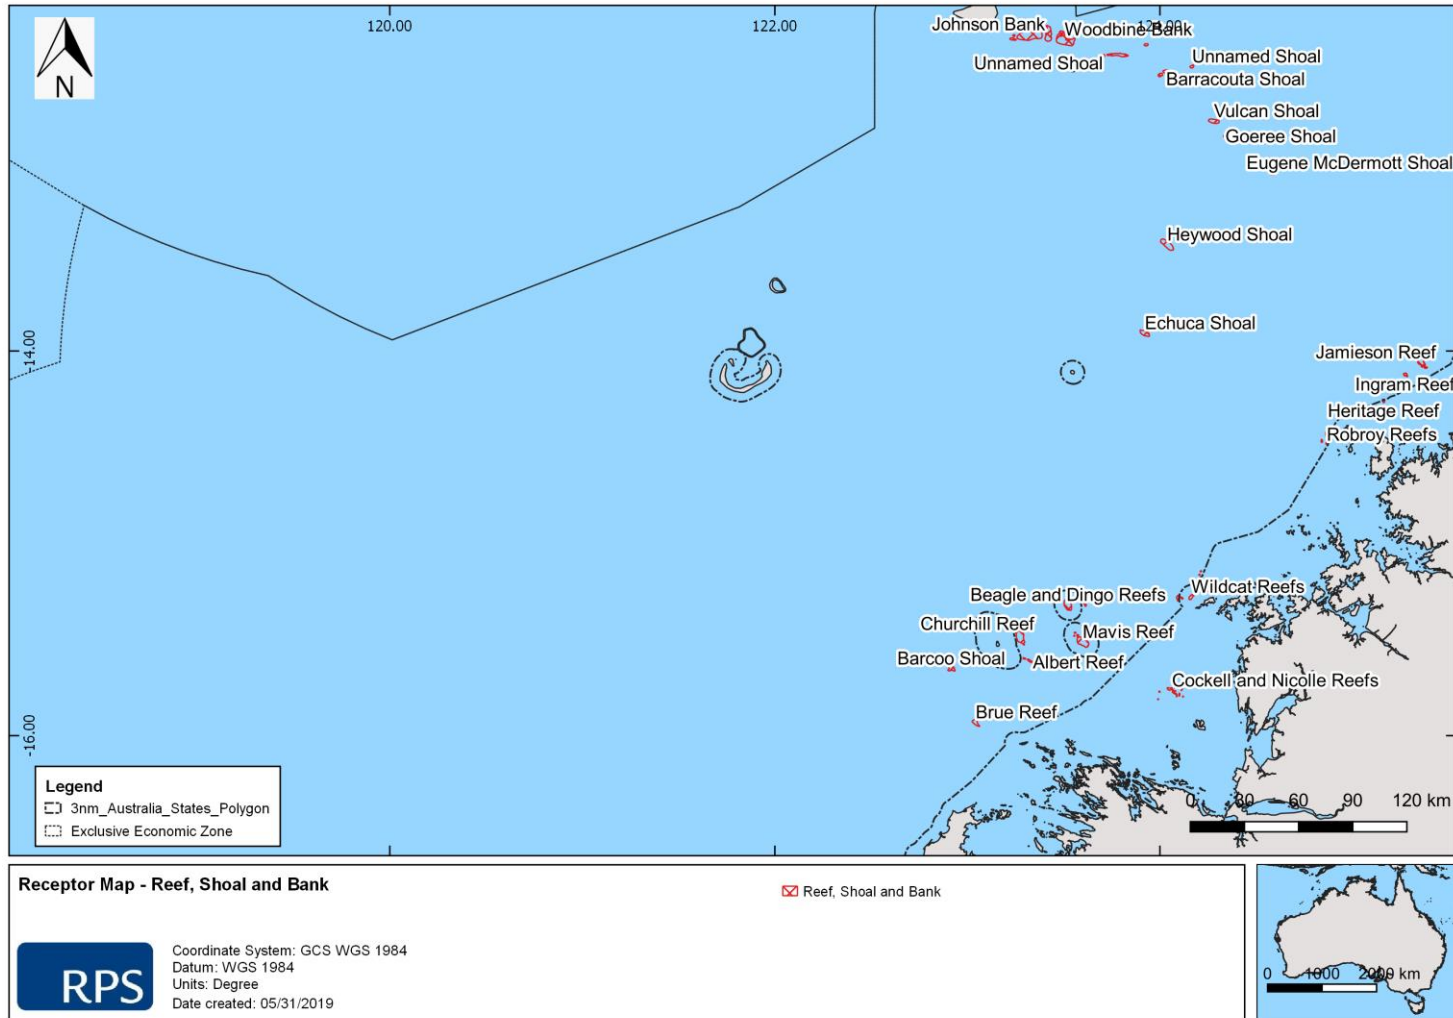 120.00
122.00
Johnson Bank
Woodbine Bank
Unnamed Shoal
Unnamed Shoal
Barracouta Shoal
N
Vulcan Shoal
Goeree Shoal
Eugene McDermott Shoal
Heywood Shoal
Echuca Shoal
-14.00
Jamieson Reef
Ingram Reef
Heritage Reef
Robroy Reefs
Beagle and Dingo Reefs
Wildcat Reefs
Churchill Reef
Mavis Reef
Barcoo Shoal
Albert Reef
Cockell and Nicolle Reefs
Brue Reef
-16.00
Legend
3nm_Australia_States_Polygon
Exclusive Economic Zone
0 30 60 90 120 km
Receptor Map - Reef, Shoal and Bank
Reef, Shoal and Bank
RPS
Coordinate System: GCS WGS 1984
Datum: WGS 1984
Units: Degree
Date created: 05/31/2019
0 1000 2000 km